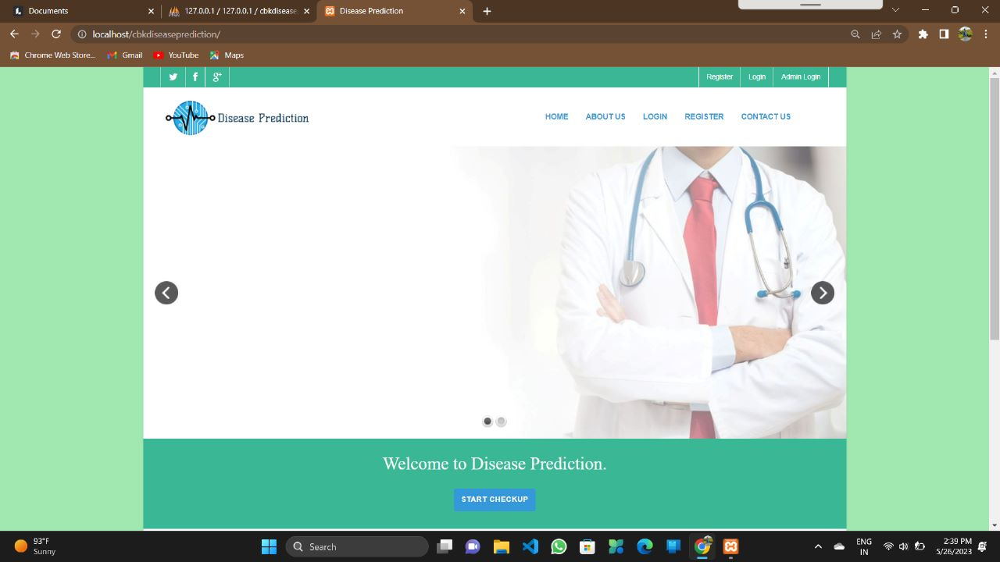 Documents
127.0.0.1 / 127.0.0.1 / cbkdisease
Disease Prediction
localhost/cbkdiseaseprediction/
Chrome Web Store...
Gmail
YouTube
Maps
Register
Login
Admin Login
Disease Prediction
HOME
ABOUT US
LOGIN
REGISTER
CONTACT US
Welcome to Disease Prediction.
START CHECKUP
93°F
Sunny
Search
ENG
IN
2:39 PM
5/26/2023